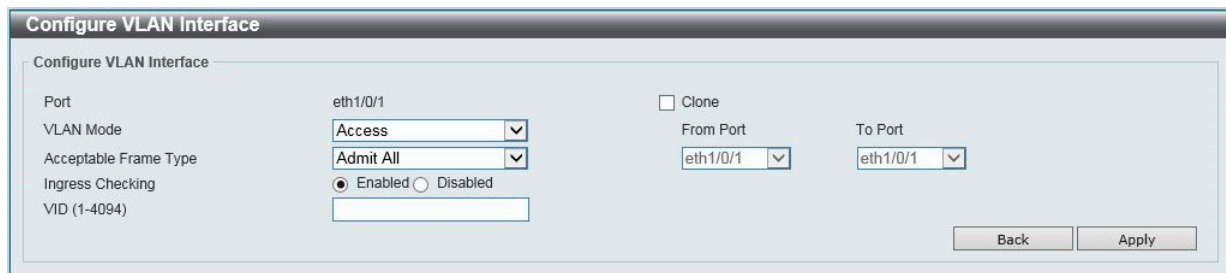 Configure VLAN Interface
Configure VLAN Interface
Port eth1/0/1 Clone
VLAN Mode Access From Port To Port
Acceptable Frame Type Admit All eth1/0/1 eth1/0/1
Ingress Checking Enabled Disabled
VID (1-4094)
Back Apply